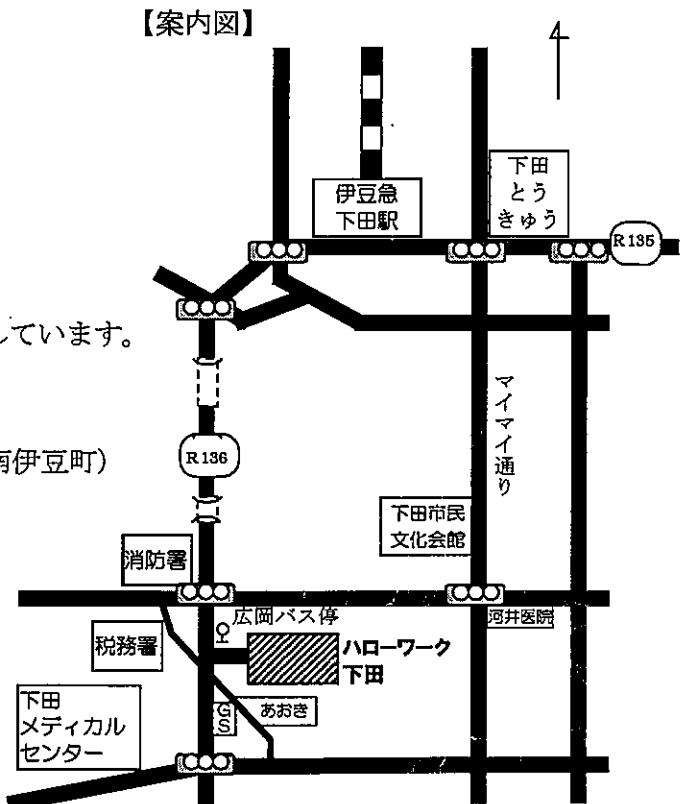 【案内図】
伊豆急
下田駅
下田
とう
きゅう
R135
しています。
マイマイ通り
南伊豆町）
R136
下田市民
文化会館
消防署
広岡バス停
河井医院
税務署
ハローワーク
下田
下田
メディカル
センター
GS
あおき